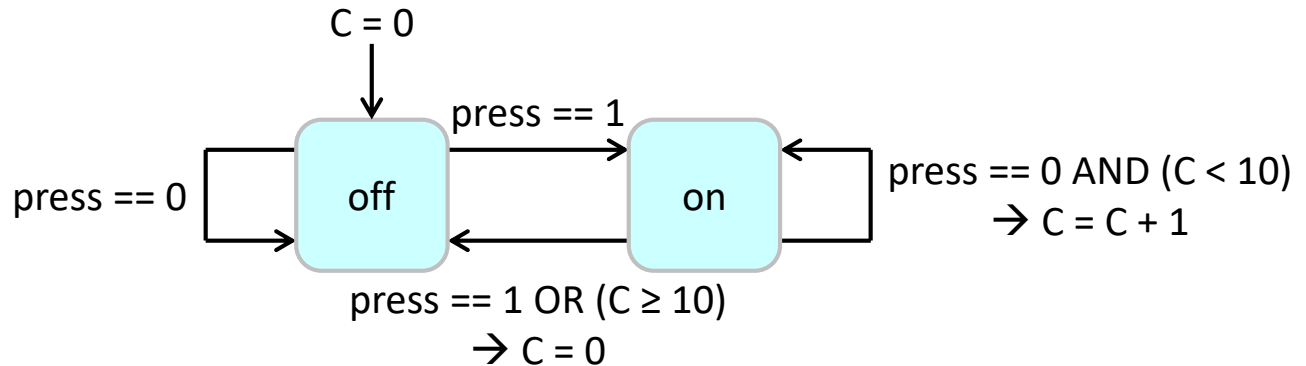 C = 0
press == 1
press == 0
off
on
press == 0 AND (C < 10)
→ C = C + 1
press == 1 OR (C ≥ 10)
→ C = 0